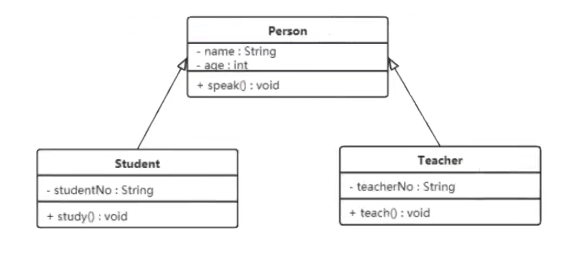 Person
- name : String
- age : int
+ speak() : void
Student
- studentNo : String
+ study() : void
Teacher
- teacherNo : String
+ teach() : void